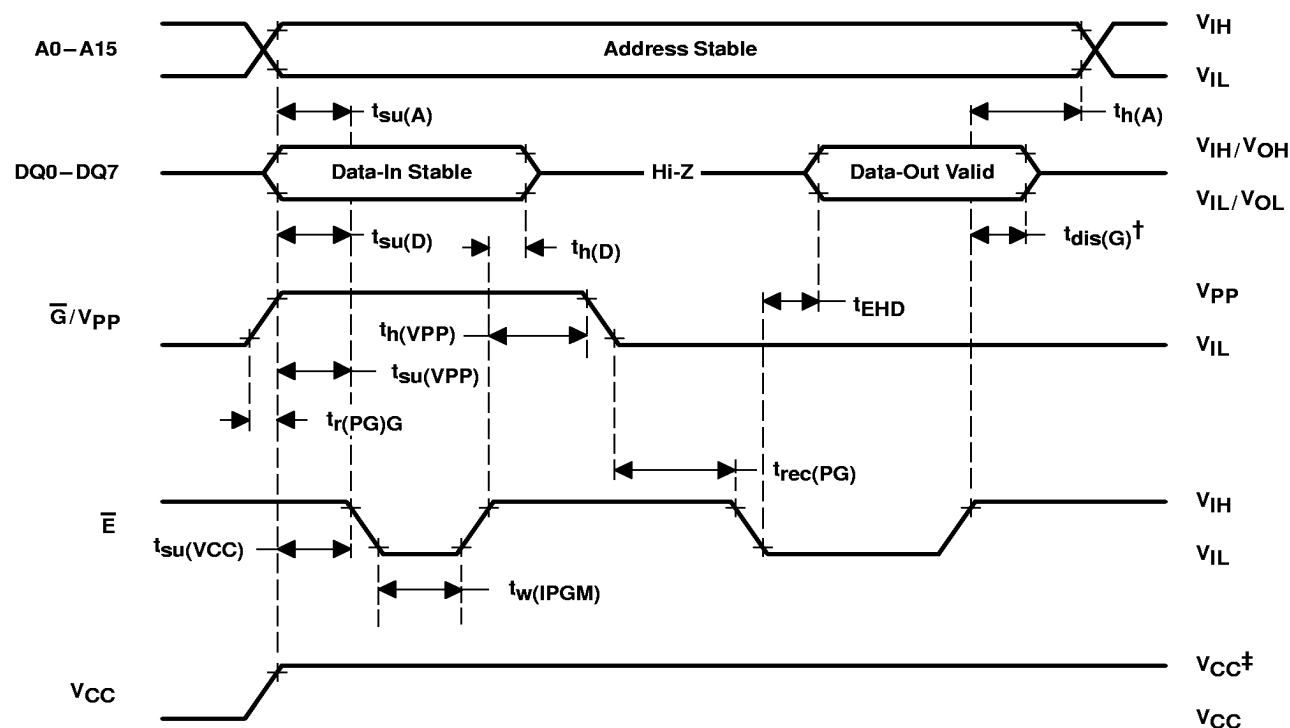 A0–A15
Address Stable
VIH
VIL
tsu(A)
th(A)
DQ0–DQ7
Data-In Stable
Hi-Z
Data-Out Valid
VIH/VOH
VIL/VOL
tsu(D)
th(D)
tdis(G)†
G̅/VPP
tEHD
VPP
th(VPP)
VIL
tsu(VPP)
tr(PG)G
trec(PG)
E̅
VIH
tsu(VCC)
VIL
tw(IPGM)
VCC
VCC‡
VCC